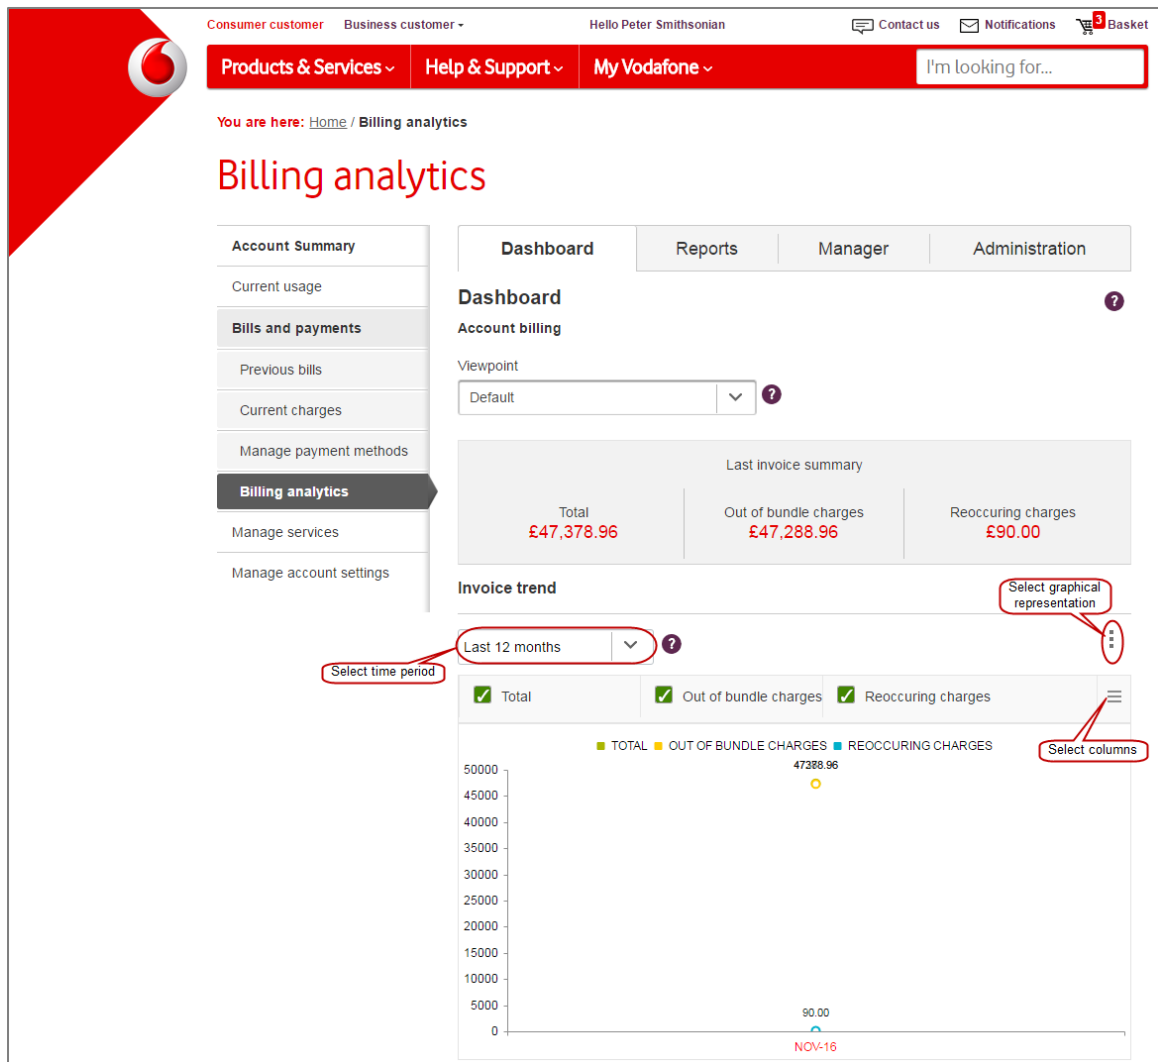 Consumer customer Business customer Hello Peter Smithsonian Contact us Notifications 3 Basket
Products & Services Help & Support My Vodafone I'm looking for...
You are here: Home / Billing analytics
Billing analytics
Account Summary
Current usage
Bills and payments
Previous bills
Current charges
Manage payment methods
Billing analytics
Manage services
Manage account settings
Dashboard Reports Manager Administration
Dashboard ?
Account billing
Viewpoint
Default ?
Last invoice summary
Total Out of bundle charges Reoccuring charges
£47,378.96 £47,288.96 £90.00
Invoice trend
Select graphical
representation
Last 12 months ?
Select time period
Total Out of bundle charges Reoccuring charges
Select columns
TOTAL OUT OF BUNDLE CHARGES REOCCURING CHARGES
50000
45000
40000
35000
30000
25000
20000
15000
10000
5000
90.00
0
NOV-16